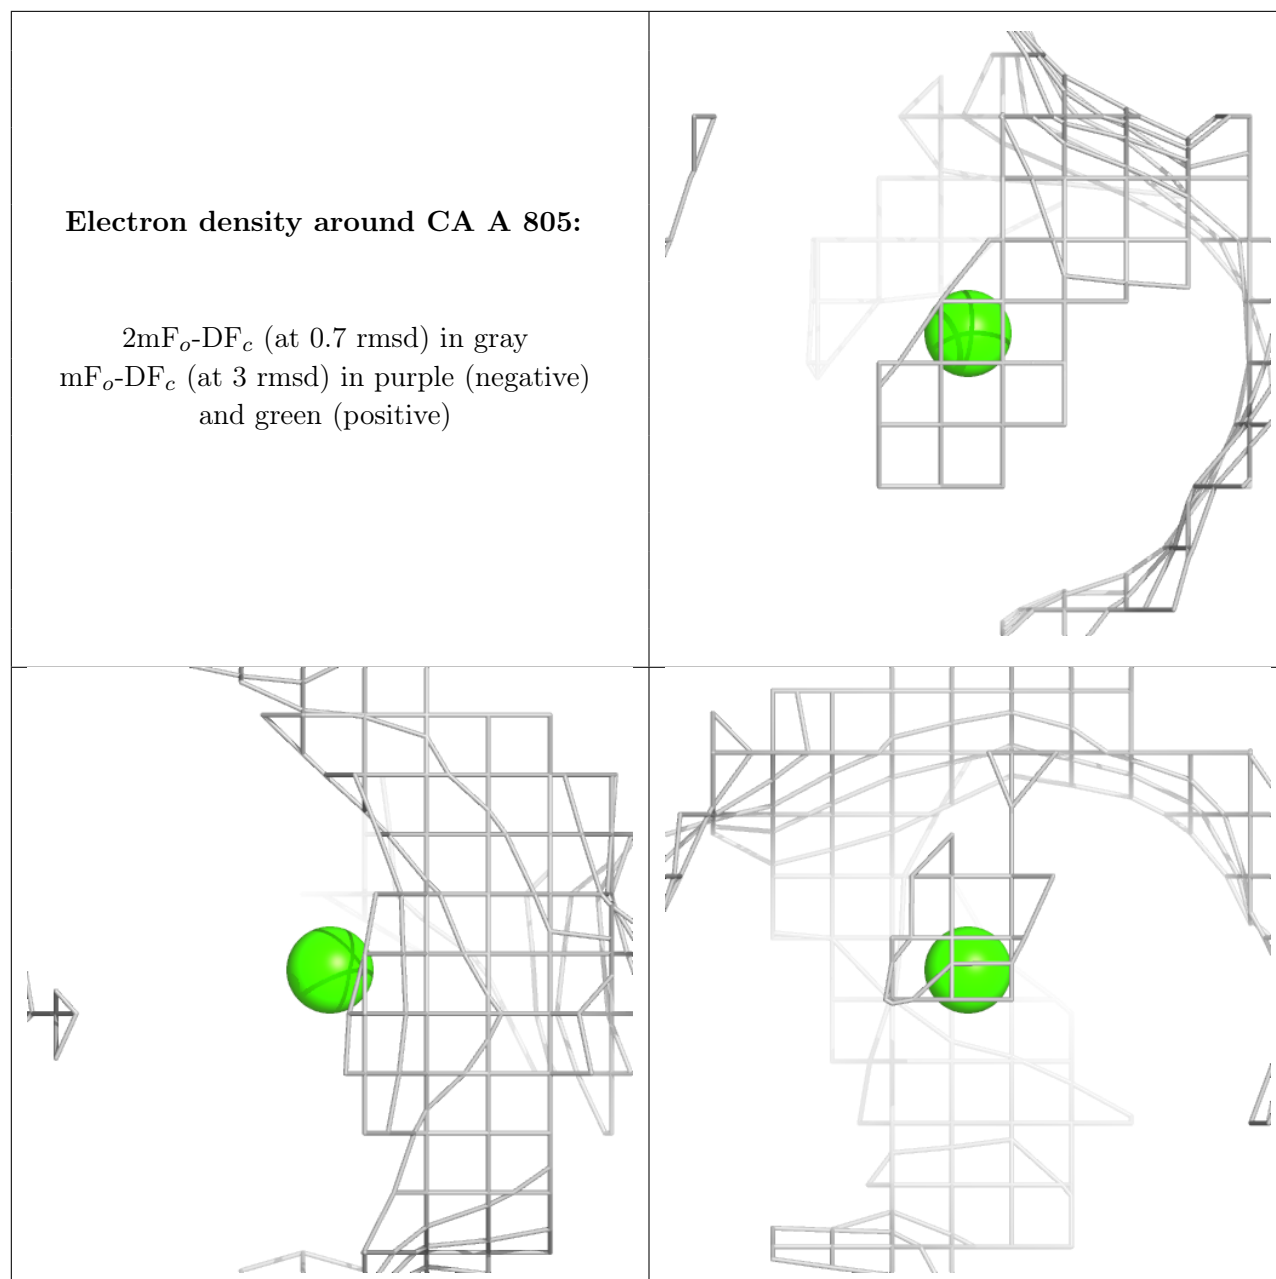 Electron density around CA A 805:
2mFo-DFc (at 0.7 rmsd) in gray
mFo-DFc (at 3 rmsd) in purple (negative)
and green (positive)